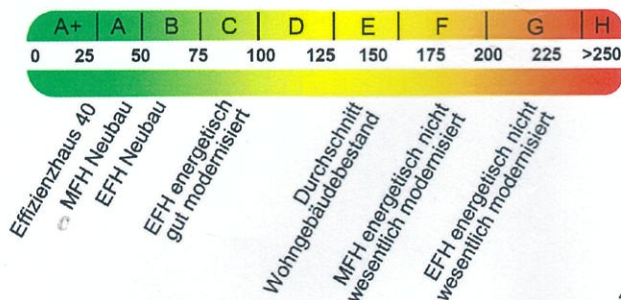 A+ A B C D E F G H
0 25 50 75 100 125 150 175 200 225 >250
Effizienzhaus 40
MFH Neubau
EFH Neubau
EFH energetisch
gut modernisiert
Durchschnitt
Wohngebäudebestand
MFH energetisch nicht
wesentlich modernisiert
EFH energetisch nicht
wesentlich modernisiert